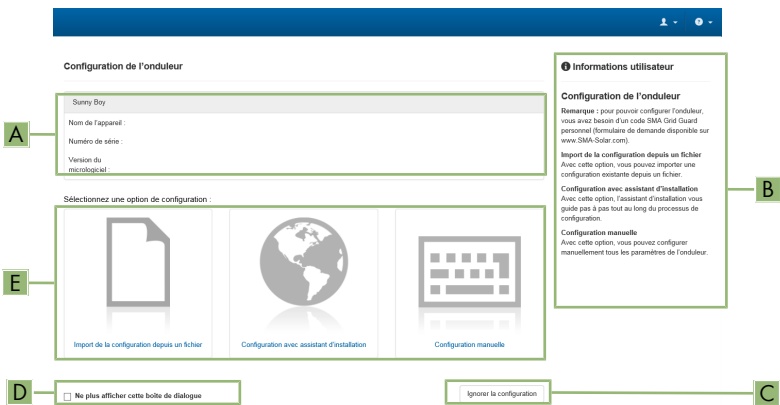 Configuration de l'onduleur
Sunny Boy
Nom de l'appareil :
Numéro de série :
Version du
micrologiciel :
A
Sélectionnez une option de configuration :
Import de la configuration depuis un fichier
Configuration avec assistant d'installation
Configuration manuelle
E
Ne plus afficher cette boîte de dialogue
D
Ignorer la configuration
C
Informations utilisateur
Configuration de l'onduleur
Remarque : pour pouvoir configurer l'onduleur,
vous avez besoin d'un code SMA Grid Guard
personnel (formulaire de demande disponible sur
www.SMA-Solar.com).
Import de la configuration depuis un fichier
Avec cette option, vous pouvez importer une
configuration existante depuis un fichier.
Configuration avec assistant d'installation
Avec cette option, l'assistant d'installation vous
guide pas à pas tout au long du processus de
configuration.
Configuration manuelle
Avec cette option, vous pouvez configurer
manuellement tous les paramètres de l'onduleur.
B